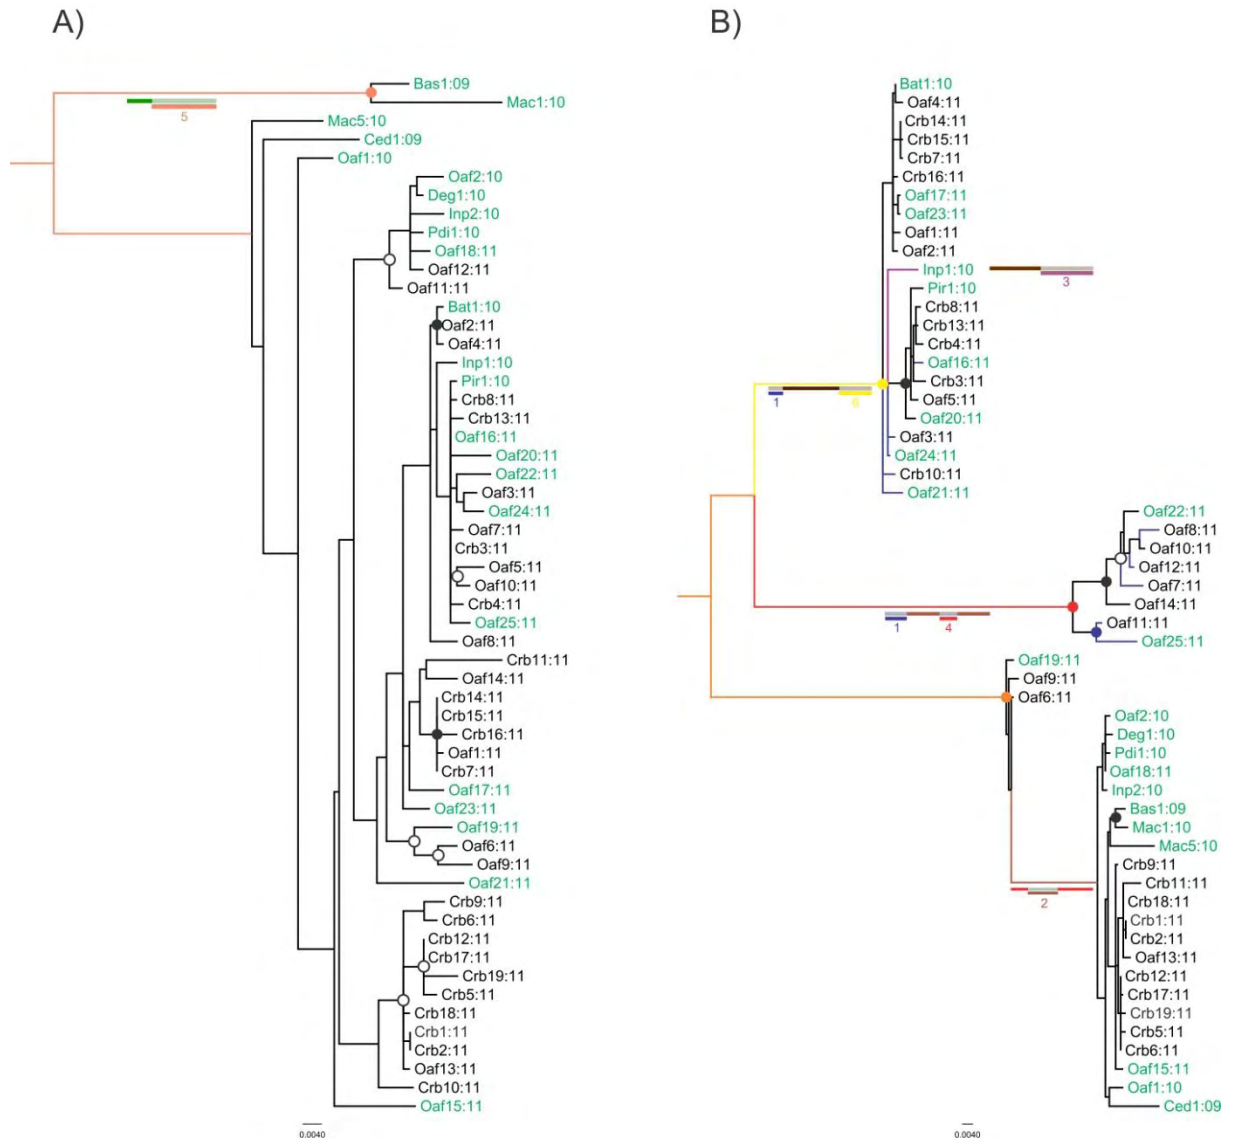 A)
Bas1:09
Mac1:10
5
Mac5:10
Ced1:09
Oaf1:10
Oaf2:10
Deg1:10
Inp2:10
Pdi1:10
Oaf18:11
Oaf12:11
Oaf11:11
Bat1:10
Oaf2:11
Oaf4:11
Inp1:10
Pir1:10
Crb8:11
Crb13:11
Oaf16:11
Oaf20:11
Oaf22:11
Oaf3:11
Oaf24:11
Oaf7:11
Crb3:11
Oaf5:11
Oaf10:11
Crb4:11
Oaf25:11
Oaf8:11
Crb11:11
Oaf14:11
Crb14:11
Crb15:11
Crb16:11
Oaf1:11
Crb7:11
Oaf17:11
Oaf23:11
Oaf19:11
Oaf6:11
Oaf9:11
Oaf21:11
Crb9:11
Crb6:11
Crb12:11
Crb17:11
Crb19:11
Crb5:11
Crb18:11
Crb1:11
Crb2:11
Oaf13:11
Crb10:11
Oaf15:11
0.0040
B)
Bat1:10
Oaf4:11
Crb14:11
Crb15:11
Crb7:11
Crb16:11
Oaf17:11
Oaf23:11
Oaf1:11
Oaf2:11
Inp1:10
3
Pir1:10
Crb8:11
Crb13:11
Crb4:11
Oaf16:11
Crb3:11
1 6
Oaf5:11
Oaf20:11
Oaf3:11
Oaf24:11
Crb10:11
Oaf21:11
Oaf22:11
Oaf8:11
Oaf10:11
Oaf12:11
Oaf7:11
Oaf14:11
1 4
Oaf11:11
Oaf25:11
Oaf19:11
Oaf9:11
Oaf6:11
Oaf2:10
Deg1:10
Pdi1:10
Oaf18:11
Inp2:10
Bas1:09
Mac1:10
Mac5:10
Crb9:11
Crb11:11
2
Crb18:11
Crb1:11
Crb2:11
Oaf13:11
Crb12:11
Crb17:11
Crb19:11
Crb5:11
Crb6:11
Oaf15:11
Oaf1:10
Ced1:09
0.0040